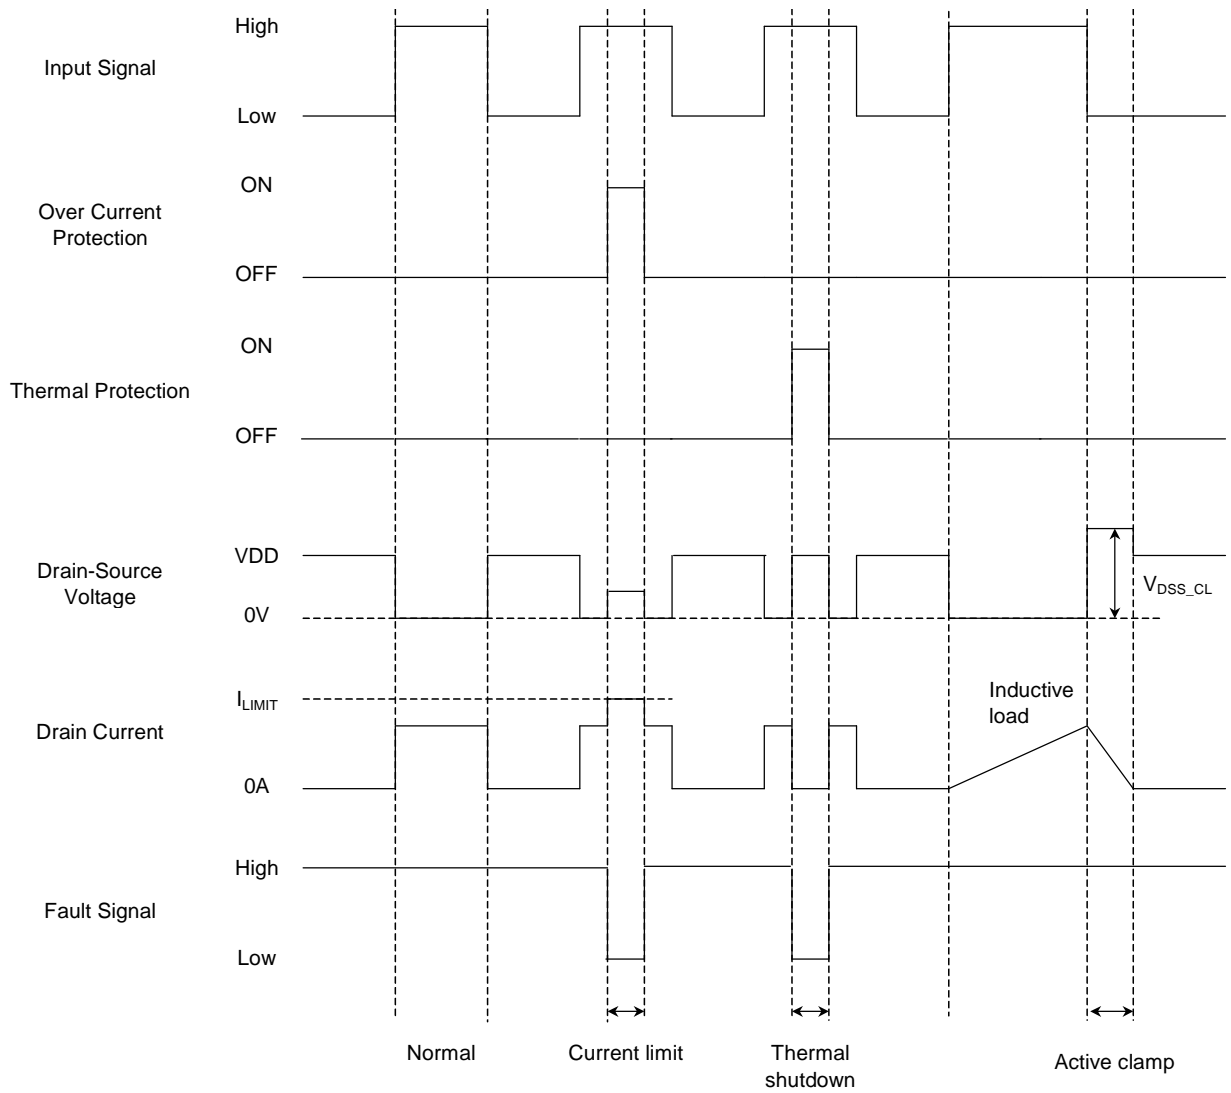 High
Input Signal
Low
ON
Over Current
Protection
OFF
ON
Thermal Protection
OFF
VDD
Drain-Source
Voltage
0V
VDSS_CL
ILIMIT
Inductive
load
Drain Current
0A
High
Fault Signal
Low
Normal
Current limit
Thermal
shutdown
Active clamp